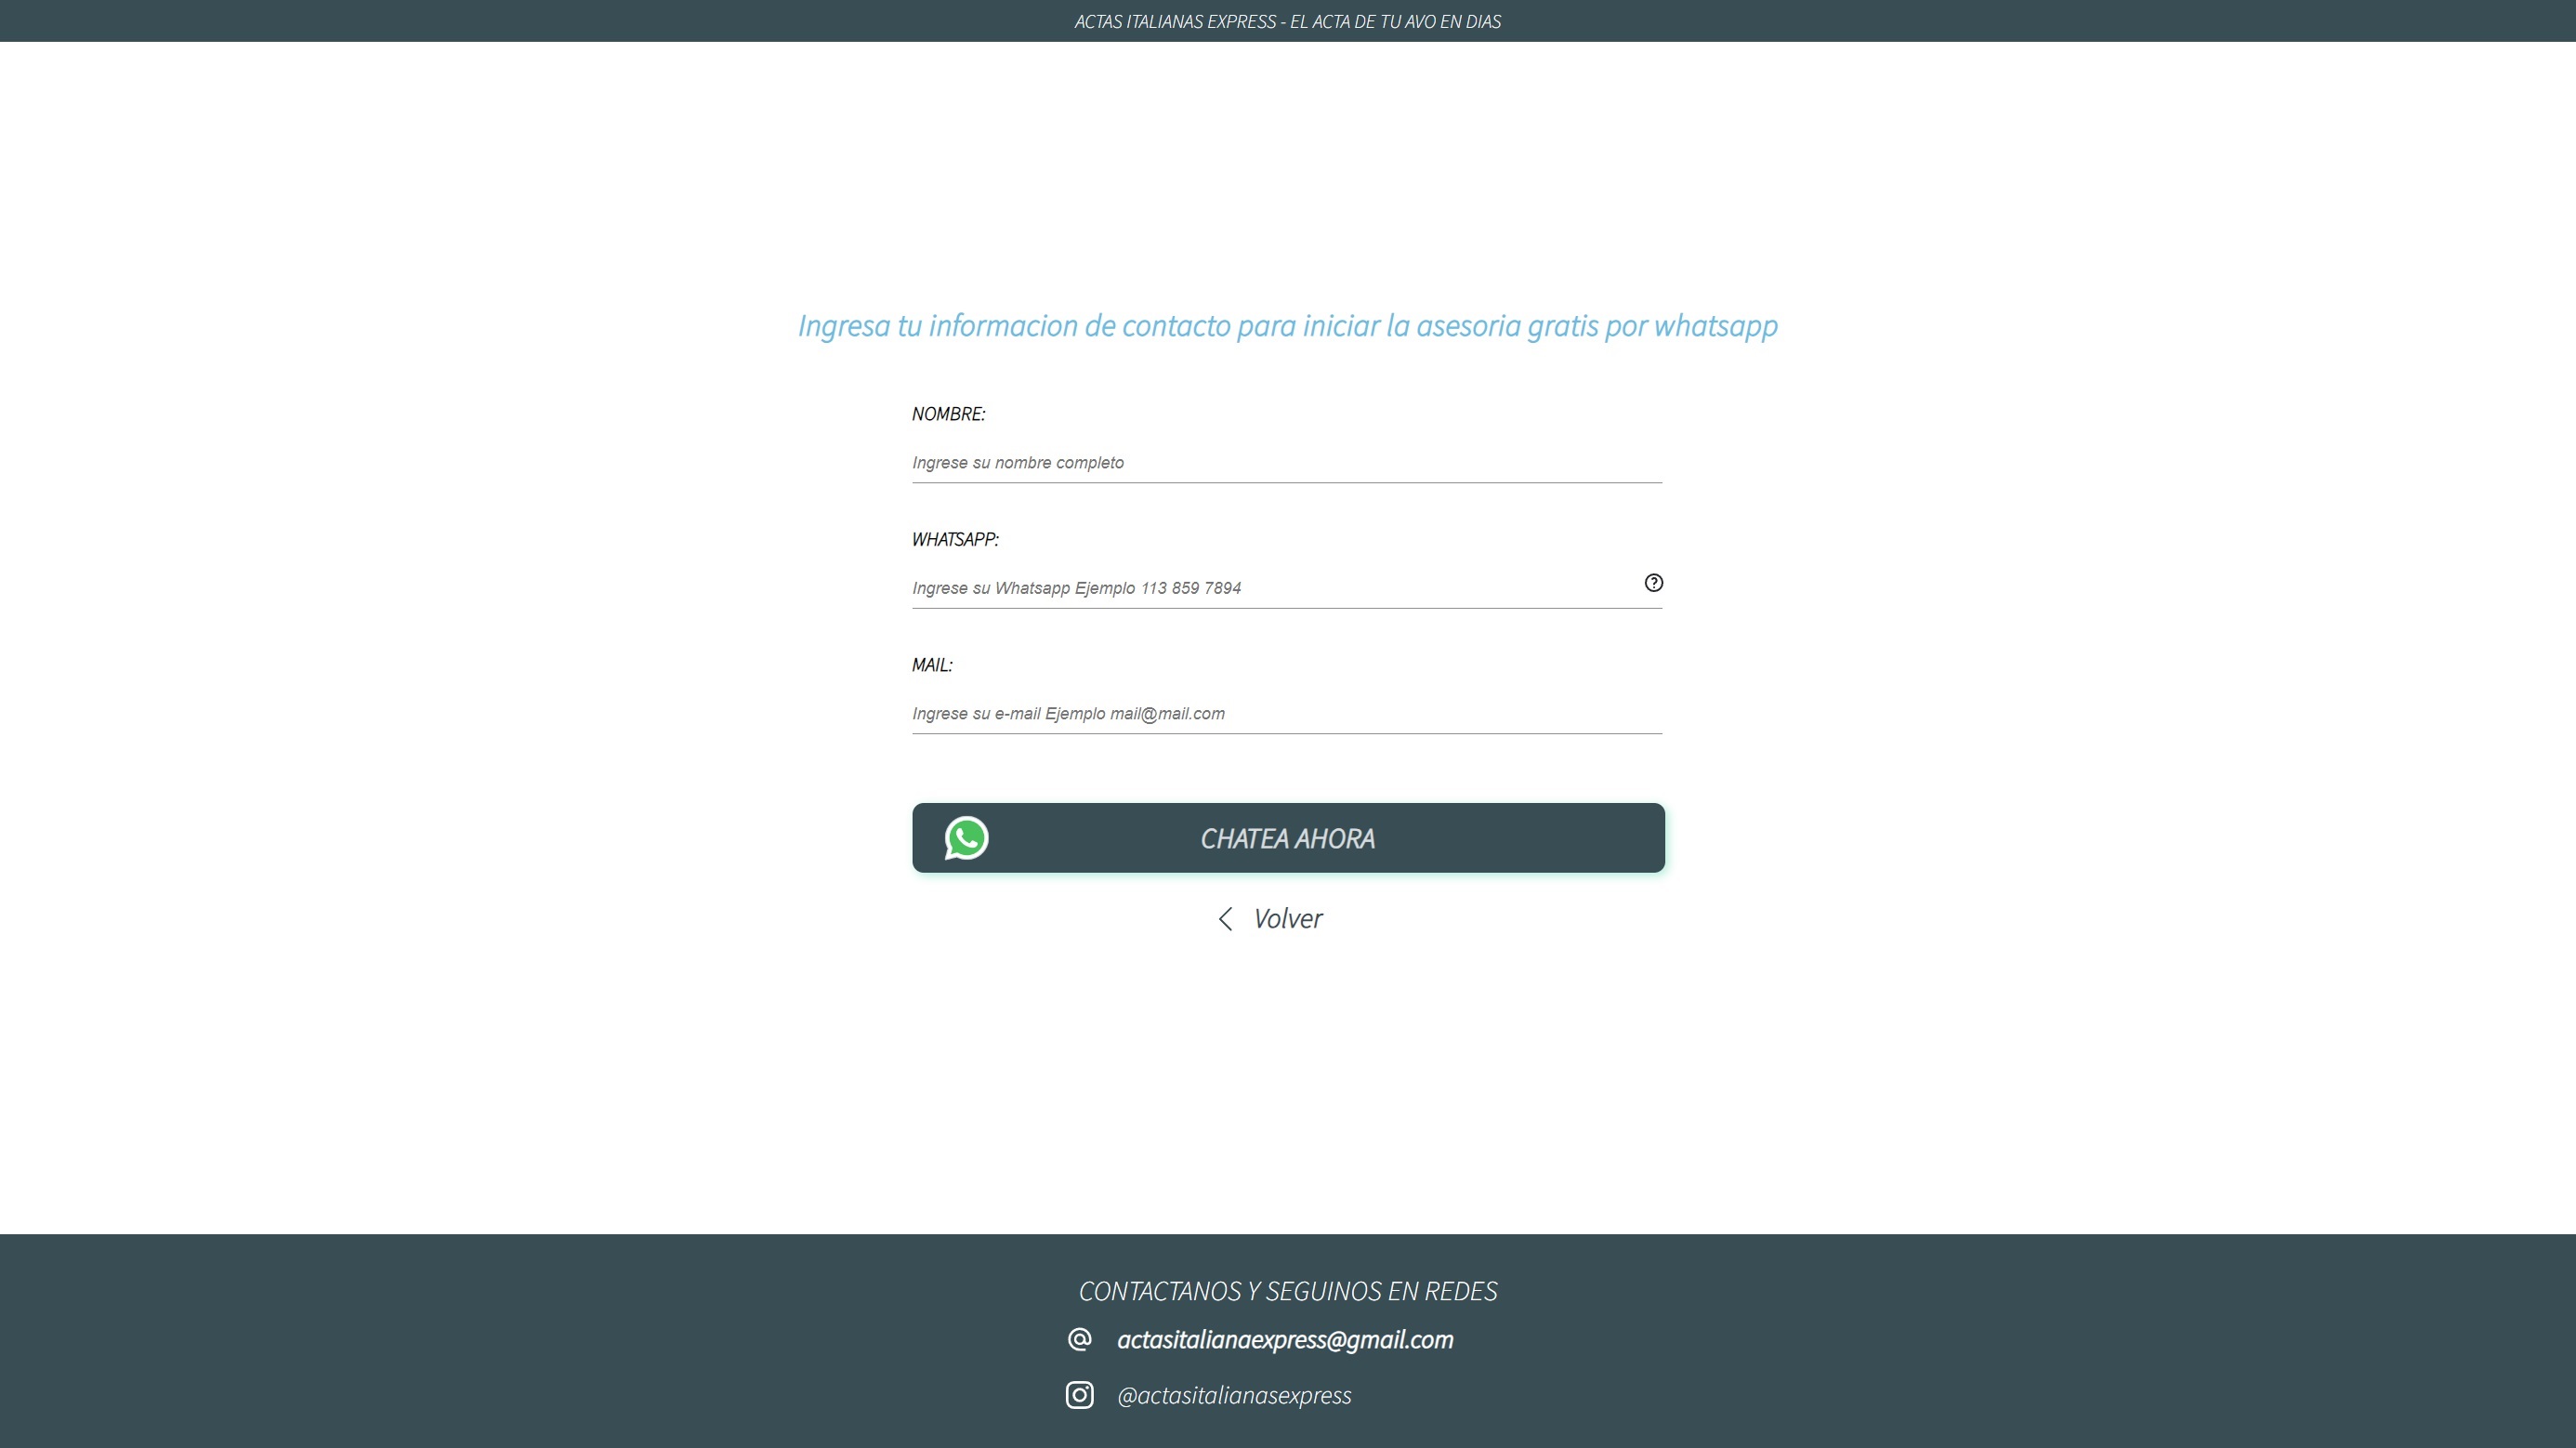 ACTAS ITALIANAS EXPRESS - EL ACTA DE TU AVO EN DIAS
Ingresa tu informacion de contacto para iniciar la asesoria gratis por whatsapp
NOMBRE:
Ingrese su nombre completo
WHATSAPP:
Ingrese su Whatsapp Ejemplo 113 859 7894
MAIL:
Ingrese su e-mail Ejemplo mail@mail.com
CHATEA AHORA
Volver
CONTACTANOS Y SEGUINOS EN REDES
actasitalianaexpress@gmail.com
@actasitalianasexpress